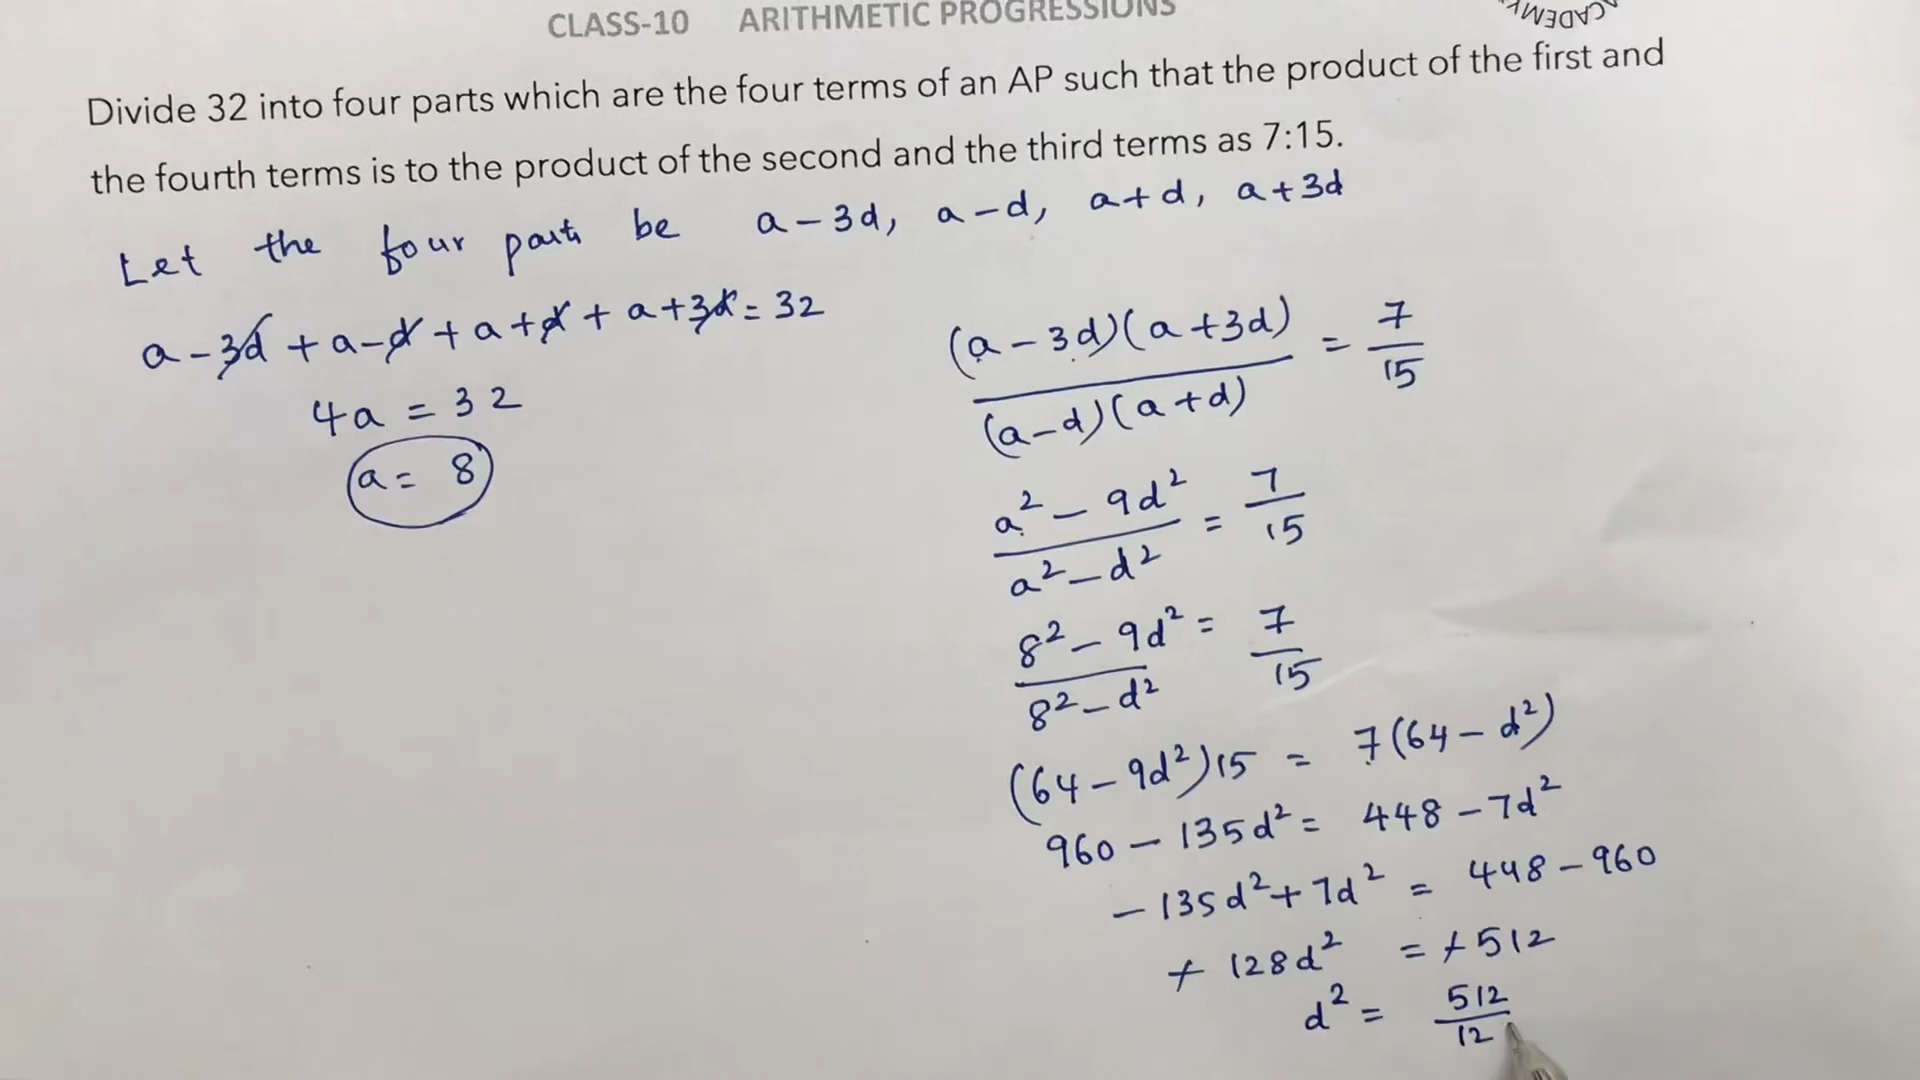 CLASS-10 ARITHMETIC PROGRESSIONS
CADEMY
Divide 32 into four parts which are the four terms of an AP such that the product of the first and
the fourth terms is to the product of the second and the third terms as 7:15.
Let the four parts be a - 3d, a - d, a + d, a + 3d
a - 3d + a - d + a + d + a + 3d = 32
4a = 32
a = 8
(a - 3d)(a + 3d) / (a - d)(a + d) = 7/15
a² - 9d² / a² - d² = 7/15
8² - 9d² / 8² - d² = 7/15
(64 - 9d²)15 = 7(64 - d²)
960 - 135d² = 448 - 7d²
- 135d² + 7d² = 448 - 960
- 128d² = - 512
d² = 512/12